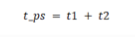 t_ps = t1 + t2